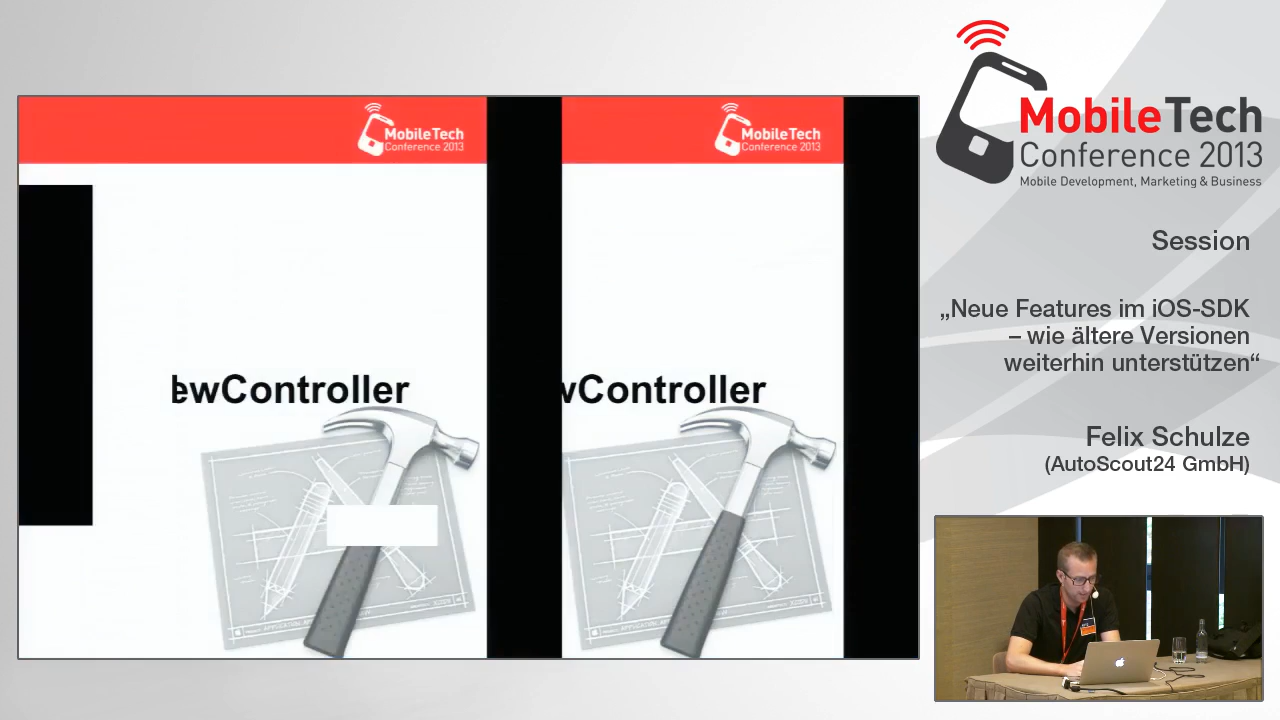 MobileTech
Conference 2013
MobileTech
Conference 2013
ewController
wController
MobileTech
Conference 2013
Mobile Development, Marketing & Business
Session
„Neue Features im iOS-SDK
– wie ältere Versionen
weiterhin unterstützen“
Felix Schulze
(AutoScout24 GmbH)